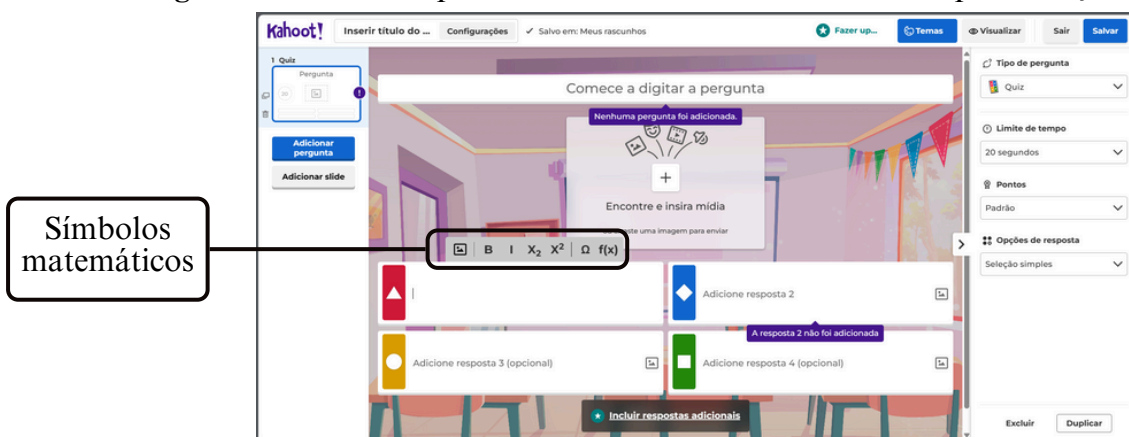 Kahoot!
Inserir título do ...
Configurações
✓ Salvo em: Meus rascunhos
Fazer up...
Temas
Visualizar
Sair
Salvar
1 Quiz
Pergunta
20
Adicionar pergunta
Adicionar slide
Símbolos
matemáticos
Comece a digitar a pergunta
Nenhuma pergunta foi adicionada.
+
Encontre e insira mídia
uma imagem para enviar
B I X₂ X² Ω f(x)
Adicione resposta 2
A resposta 2 não foi adicionada
Adicione resposta 3 (opcional)
Adicione resposta 4 (opcional)
Incluir respostas adicionais
Tipo de pergunta
Quiz
Limite de tempo
20 segundos
Pontos
Padrão
Opções de resposta
Seleção simples
Excluir
Duplicar